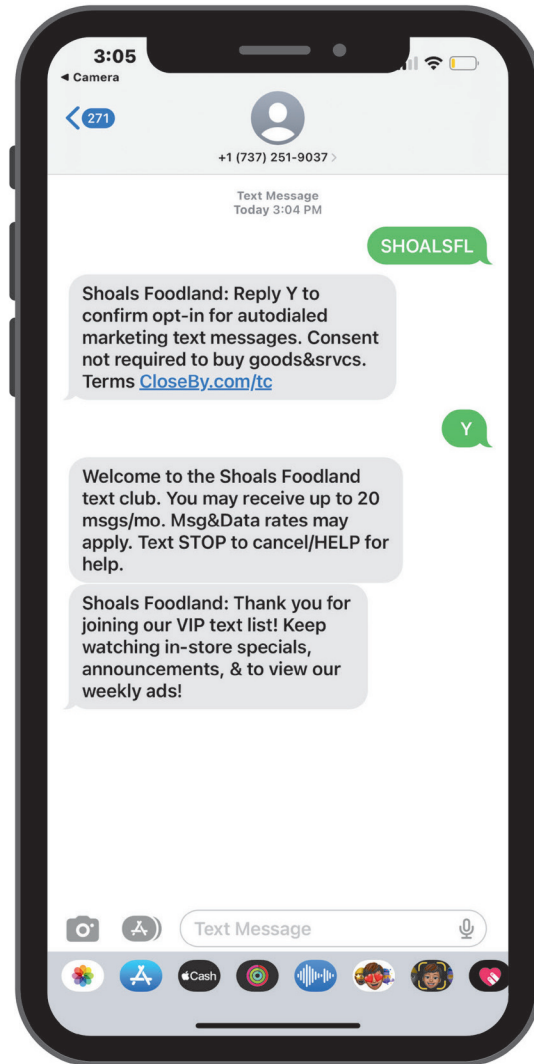 3:05
◀ Camera
271
+1 (737) 251-9037 >
Text Message
Today 3:04 PM
SHOALSFL
Shoals Foodland: Reply Y to
confirm opt-in for autodialed
marketing text messages. Consent
not required to buy goods&srvcs.
Terms CloseBy.com/tc
Y
Welcome to the Shoals Foodland
text club. You may receive up to 20
msgs/mo. Msg&Data rates may
apply. Text STOP to cancel/HELP for
help.
Shoals Foodland: Thank you for
joining our VIP text list! Keep
watching in-store specials,
announcements, & to view our
weekly ads!
Text Message
Cash